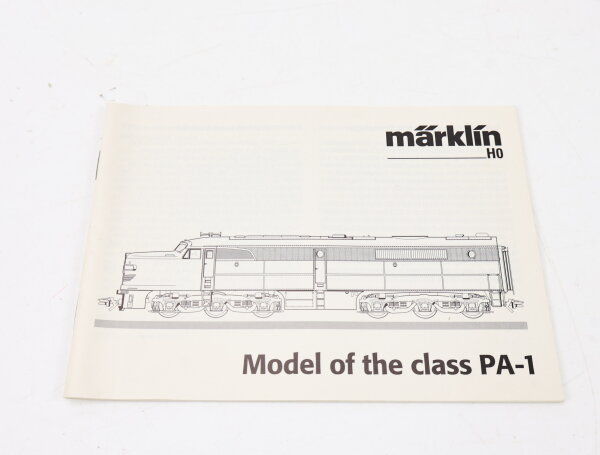 märklin
H0
Model of the class PA-1